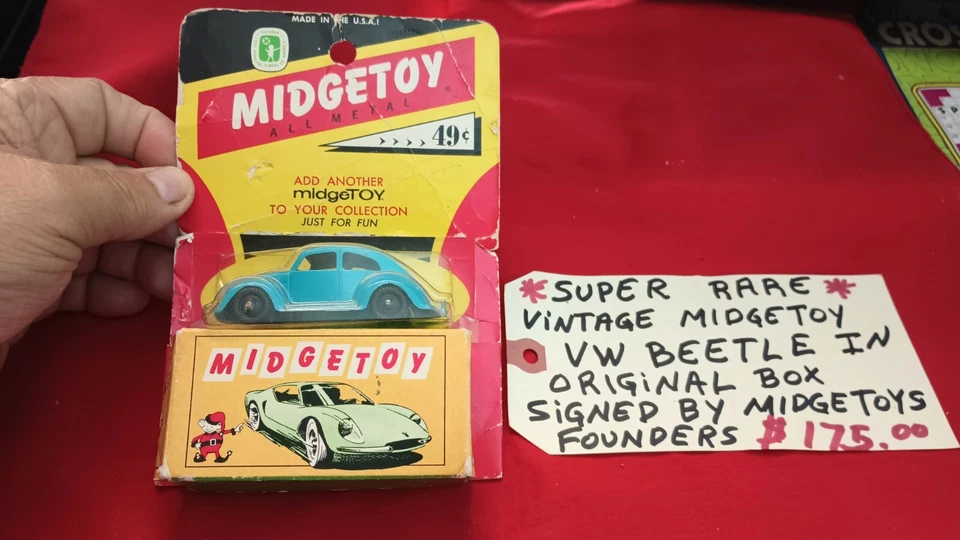 MADE IN THE U.S.A.!
MIDGETOY
ALL METAL
49¢
ADD ANOTHER
midgeTOY
TO YOUR COLLECTION
JUST FOR FUN
MIDGETOY
*SUPER RARE*
ViNTAGE MIDGETOY
VW BEETLE IN
ORIGINAL BOX
SIGNED BY MIDGETOYS
FOUNDERS $175.00
CRO